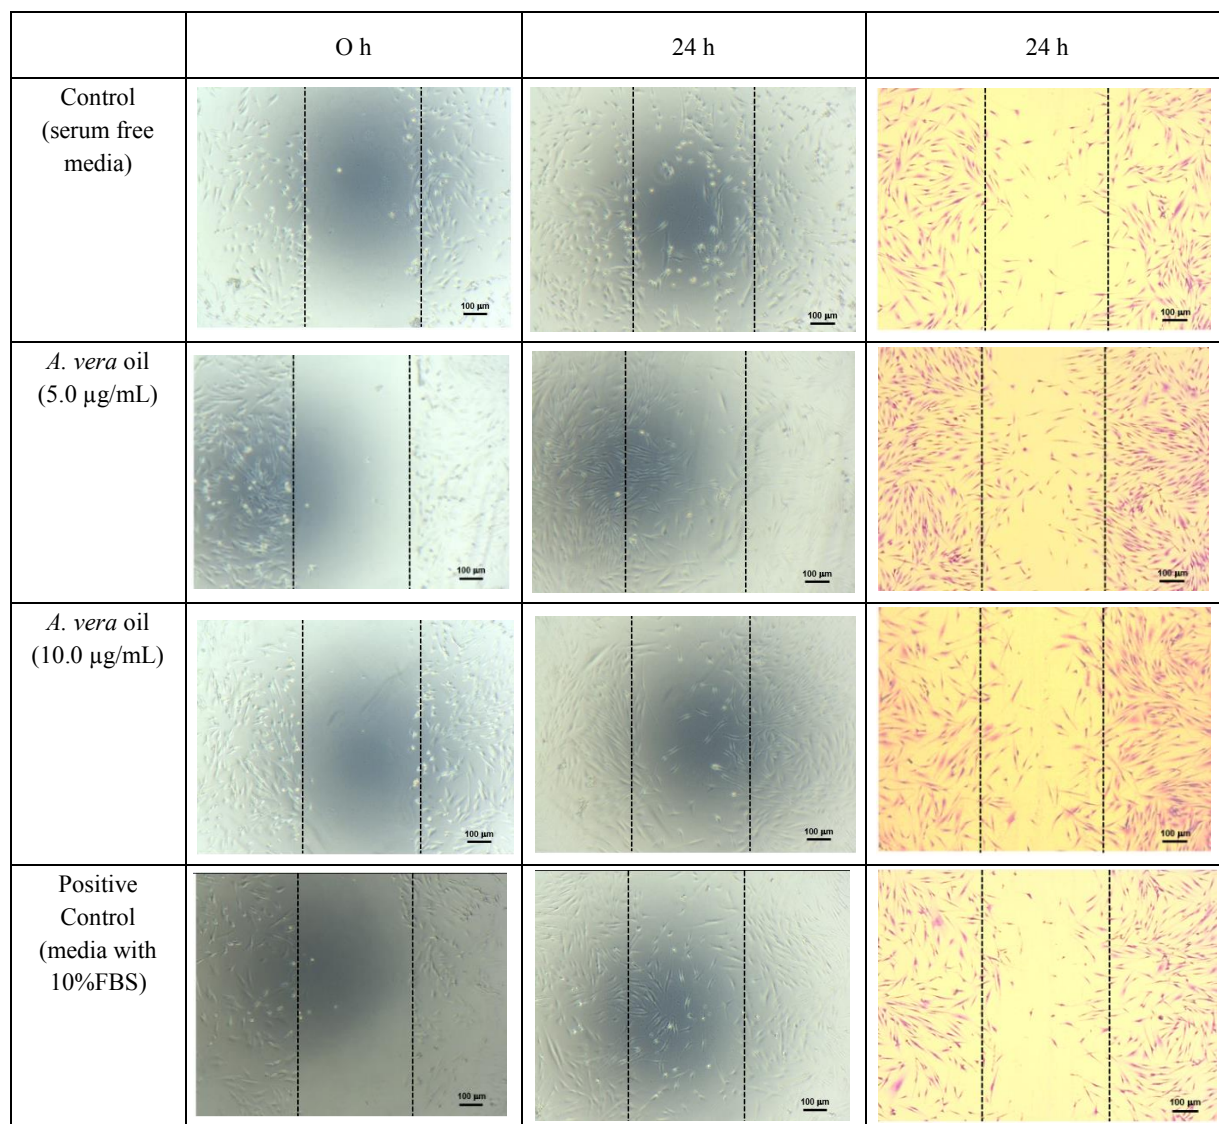 O h
24 h
24 h
Control
(serum free
media)
100 µm
100 µm
100 µm
A. vera oil
(5.0 µg/mL)
100 µm
100 µm
100 µm
A. vera oil
(10.0 µg/mL)
100 µm
100 µm
100 µm
Positive
Control
(media with
10%FBS)
100 µm
100 µm
100 µm